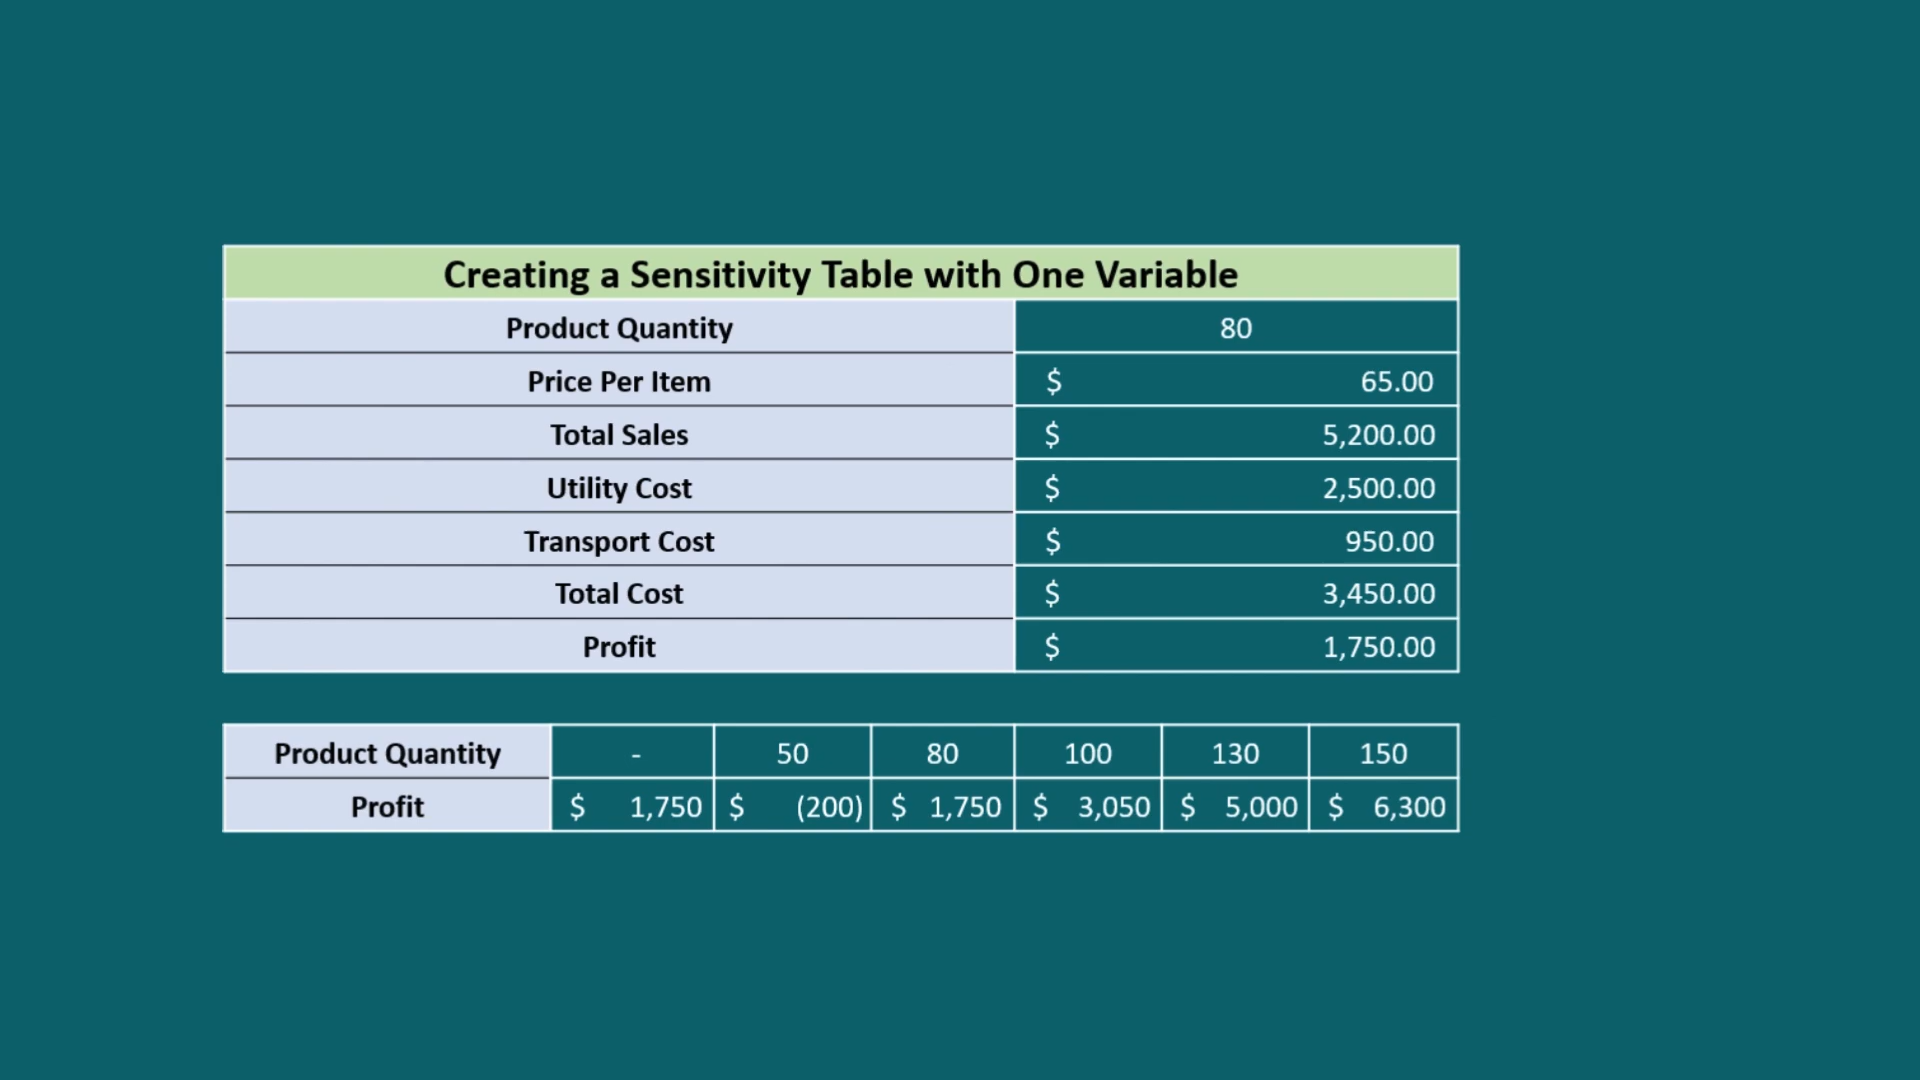 Creating a Sensitivity Table with One Variable
Product Quantity 80
Price Per Item $ 65.00
Total Sales $ 5,200.00
Utility Cost $ 2,500.00
Transport Cost $ 950.00
Total Cost $ 3,450.00
Profit $ 1,750.00
Product Quantity - 50 80 100 130 150
Profit $ 1,750 $ (200) $ 1,750 $ 3,050 $ 5,000 $ 6,300